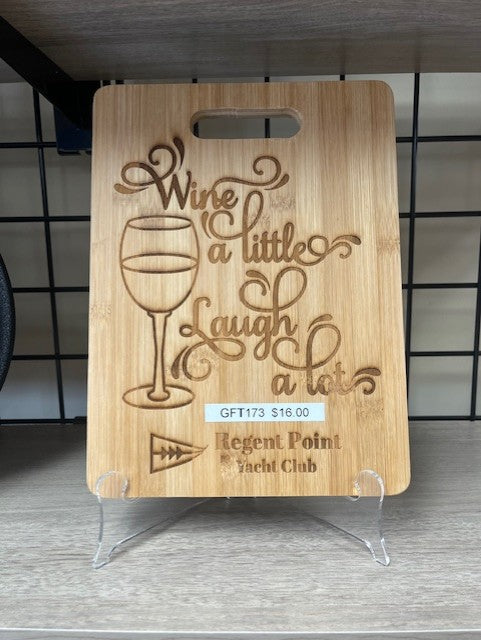 Wine
a little
Laugh
a lot
GFT173 $16.00
Regent Point
Yacht Club